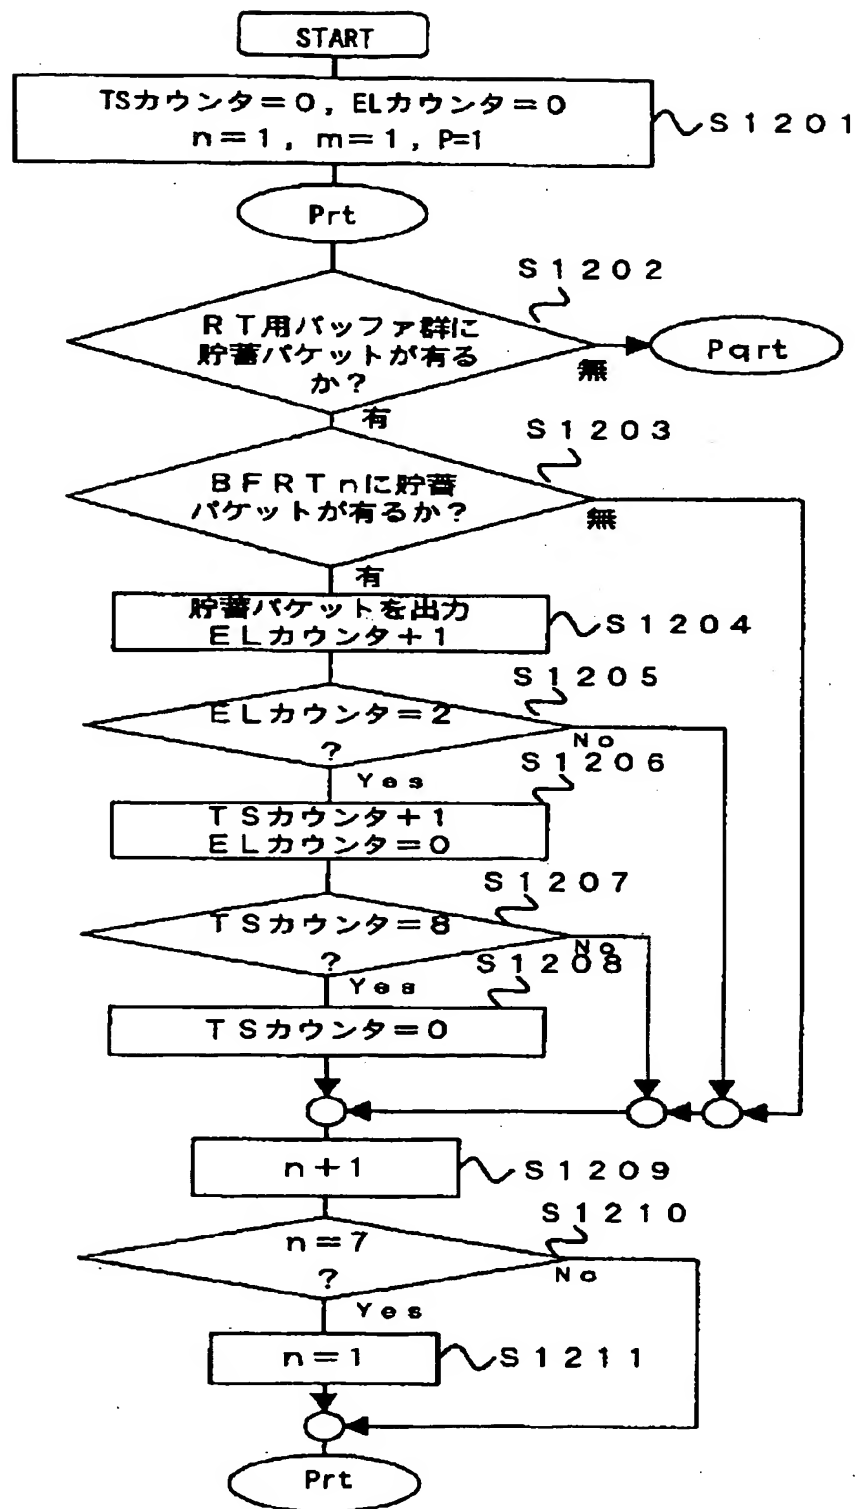 START
TSカウンタ=0, ELカウンタ=0
n=1, m=1, P=1
S1201
Prt
S1202
RT用バッファ群に
貯蓄パケットが有る
か?
無
Pqrt
有
S1203
BFRTnに貯蓄
パケットが有るか?
無
有
貯蓄パケットを出力
ELカウンタ+1
S1204
S1205
ELカウンタ=2
?
No
Yes
S1206
TSカウンタ+1
ELカウンタ=0
S1207
TSカウンタ=8
?
No
Yes
S1208
TSカウンタ=0
n+1
S1209
S1210
n=7
?
No
Yes
n=1
S1211
Prt